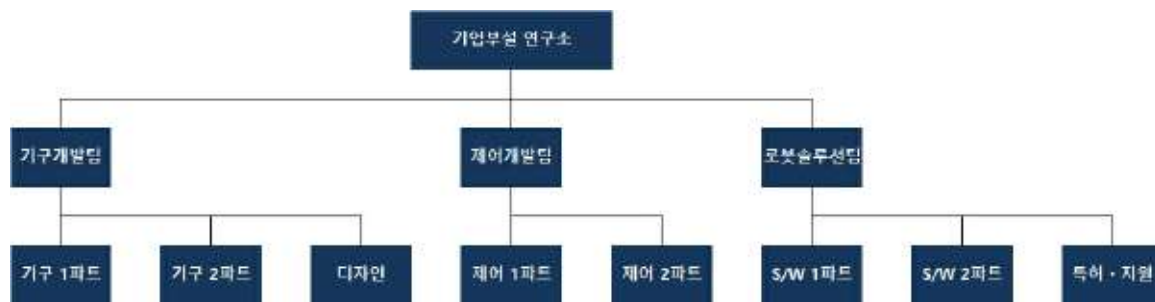 기업부설 연구소
기구개발팀
제어개발팀
로봇솔루션팀
기구 1파트
기구 2파트
디자인
제어 1파트
제어 2파트
S/W 1파트
S/W 2파트
특허·지원